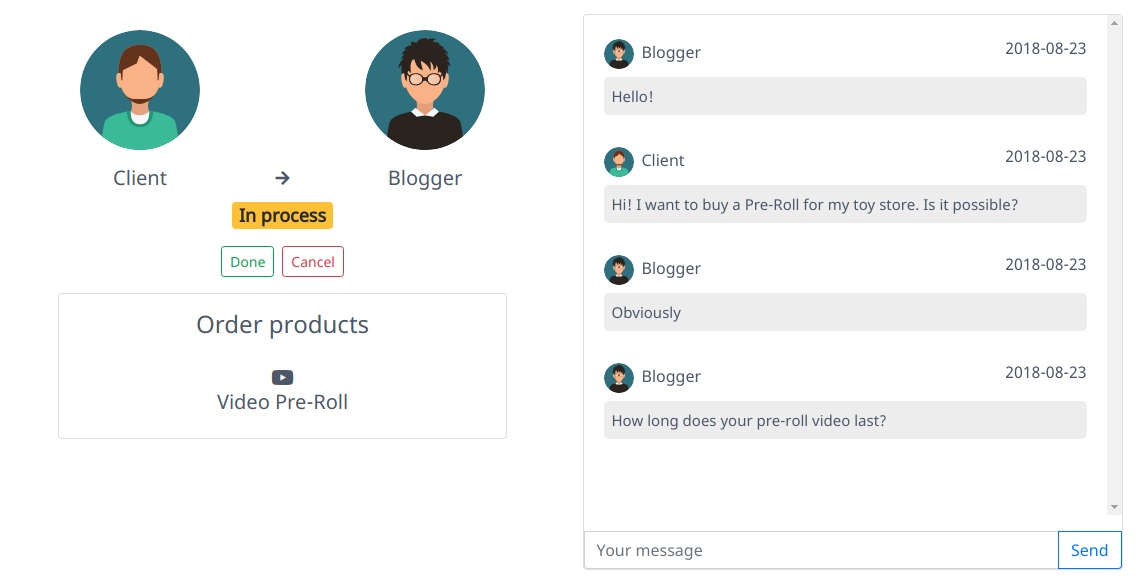 Client
→
Blogger
In process
Done
Cancel
Order products
Video Pre-Roll
Blogger
2018-08-23
Hello!
Client
2018-08-23
Hi! I want to buy a Pre-Roll for my toy store. Is it possible?
Blogger
2018-08-23
Obviously
Blogger
2018-08-23
How long does your pre-roll video last?
Your message
Send